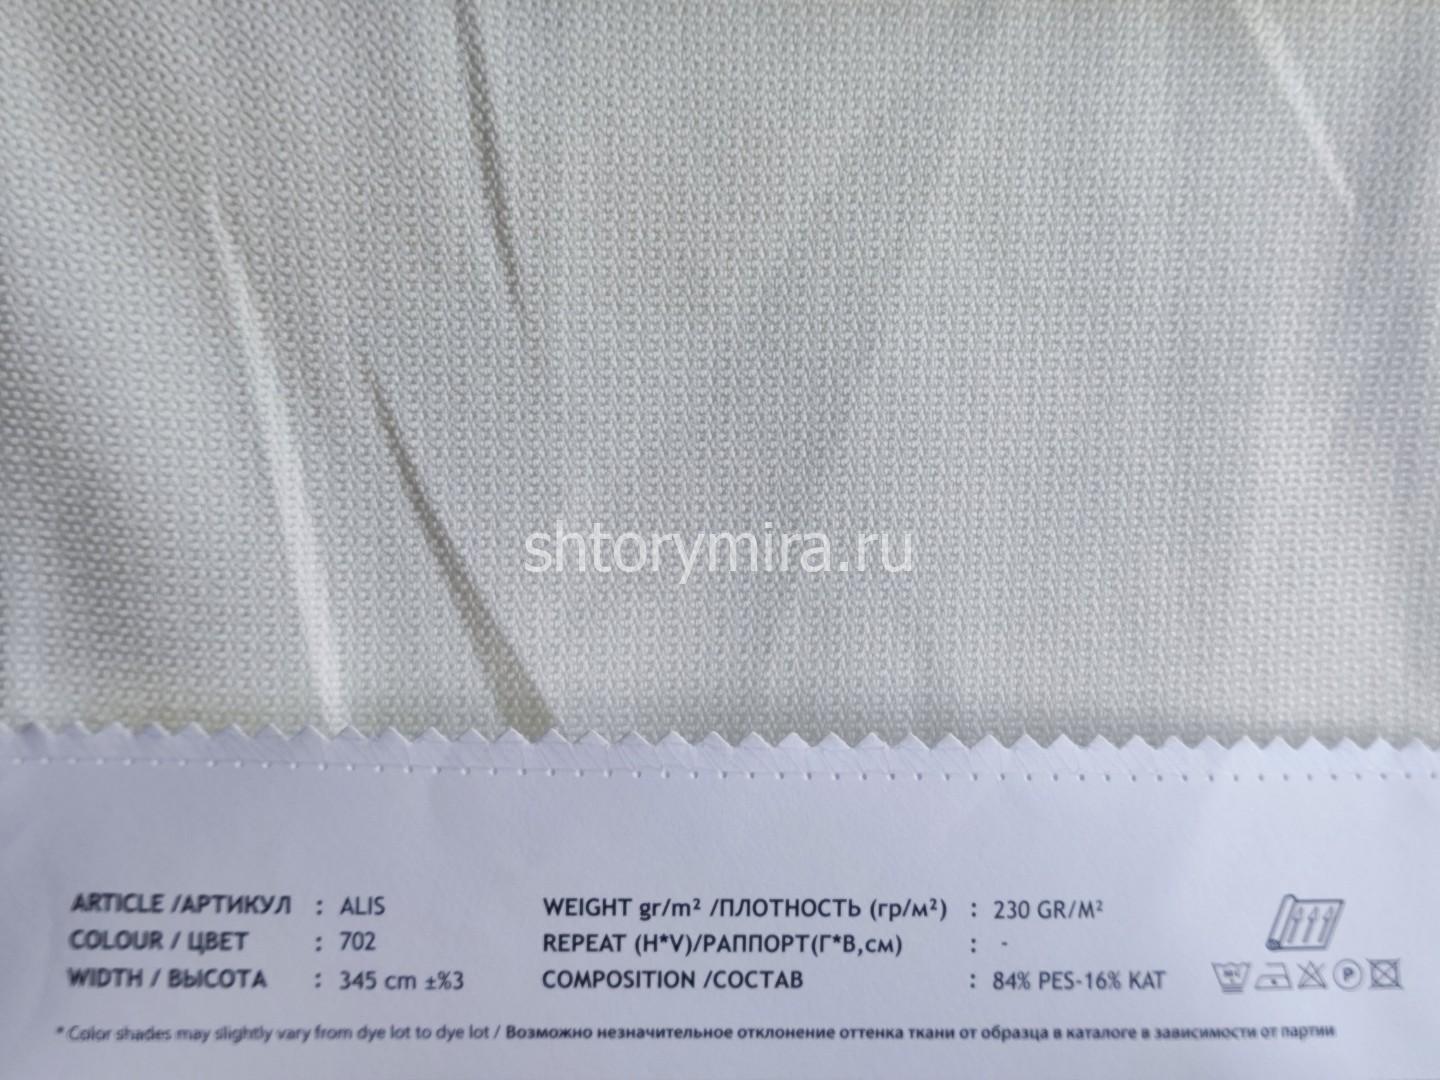 shtorymira.ru
ARTICLE /АРТИКУЛ : ALIS WEIGHT gr/m² /ПЛОТНОСТЬ (гр/м²) : 230 GR/M²
COLOUR / ЦВЕТ : 702 REPEAT (H*V)/РАППОРТ(Г*В,см) : -
WIDTH / ВЫСОТА : 345 cm ±%3 COMPOSITION /СОСТАВ : 84% PES-16% KAT
P
* Color shades may slightly vary from dye lot to dye lot / Возможно незначительное отклонение оттенка ткани от образца в каталоге в зависимости от партии